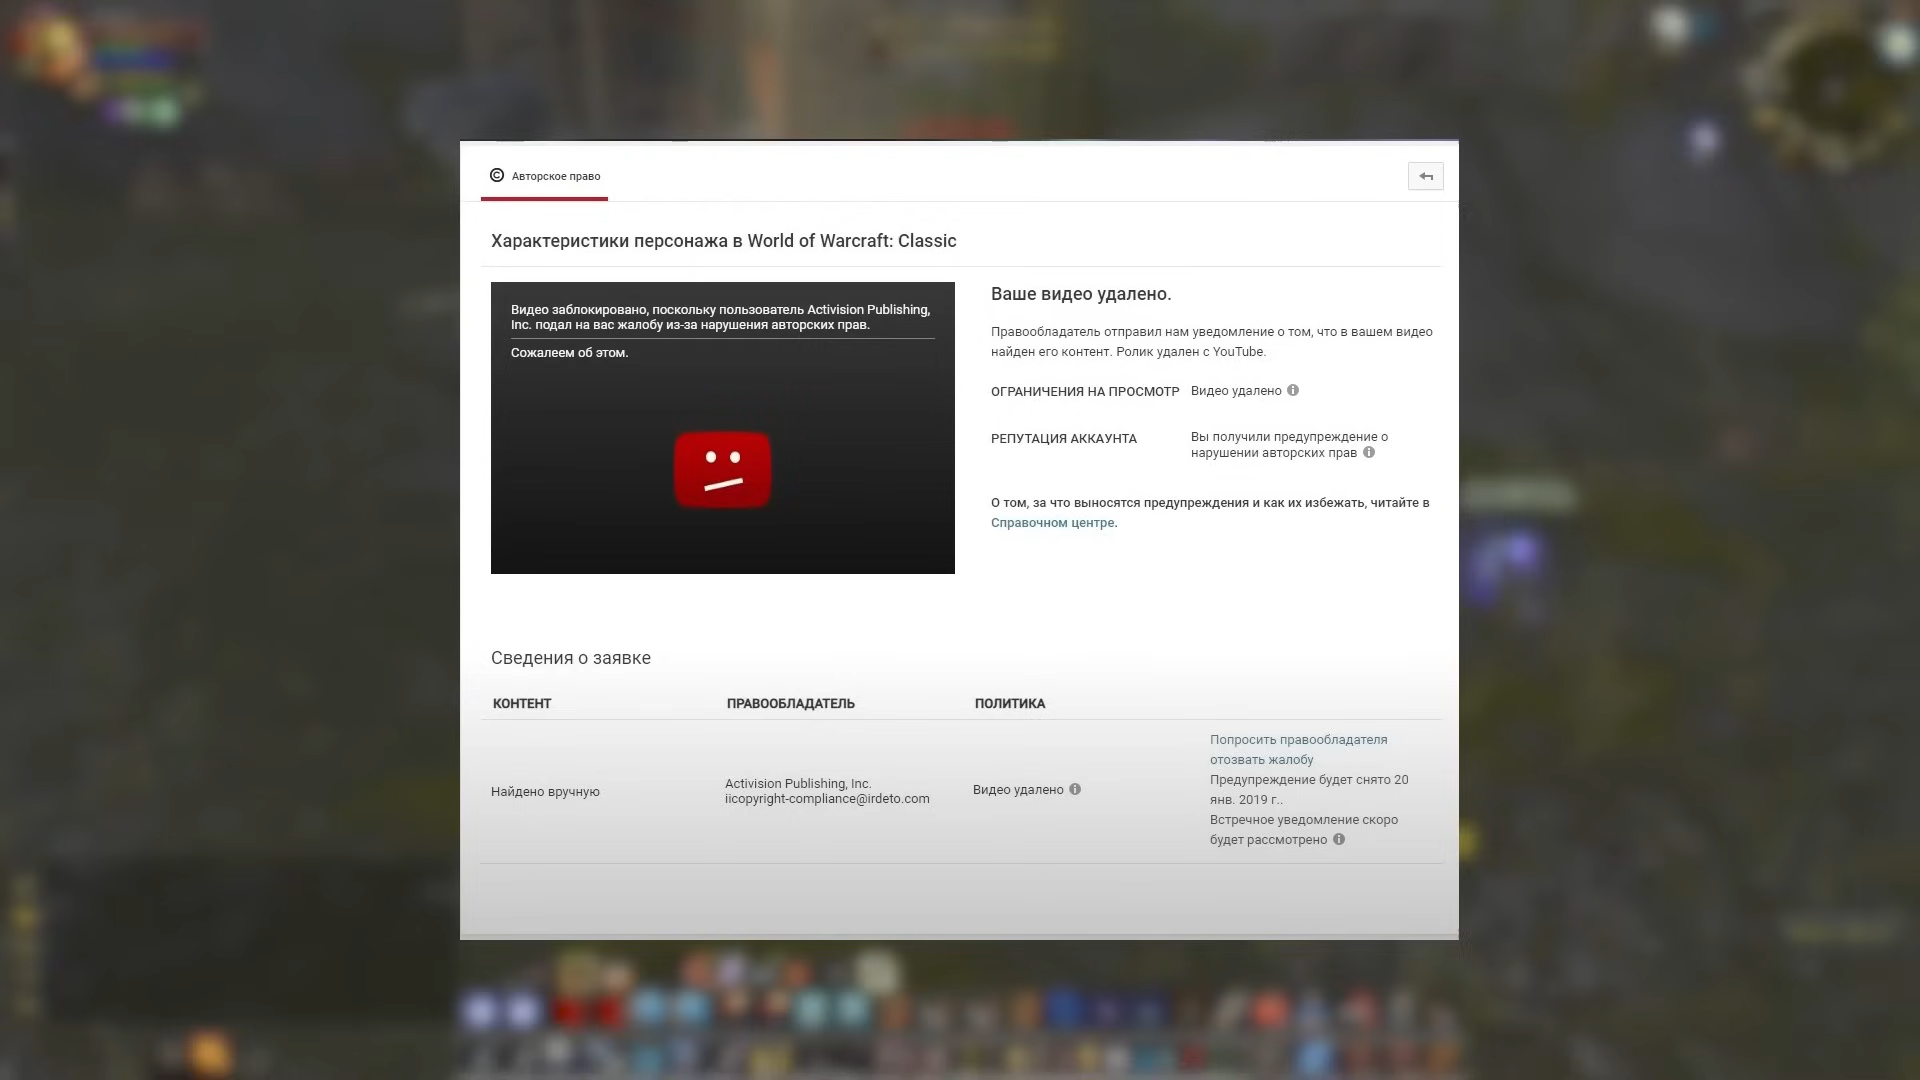 Авторское право
Характеристики персонажа в World of Warcraft: Classic
Видео заблокировано, поскольку пользователь Activision Publishing,
Inc. подал на вас жалобу из-за нарушения авторских прав.
Сожалеем об этом.
Ваше видео удалено.
Правообладатель отправил нам уведомление о том, что в вашем видео
найден его контент. Ролик удален с YouTube.
ОГРАНИЧЕНИЯ НА ПРОСМОТР Видео удалено
РЕПУТАЦИЯ АККАУНТА Вы получили предупреждение о
нарушении авторских прав
О том, за что выносятся предупреждения и как их избежать, читайте в
Справочном центре.
Сведения о заявке
КОНТЕНТ ПРАВООБЛАДАТЕЛЬ ПОЛИТИКА
Найдено вручную
Activision Publishing, Inc.
iicopyright-compliance@irdeto.com
Видео удалено
Попросить правообладателя
отозвать жалобу
Предупреждение будет снято 20
янв. 2019 г..
Встречное уведомление скоро
будет рассмотрено